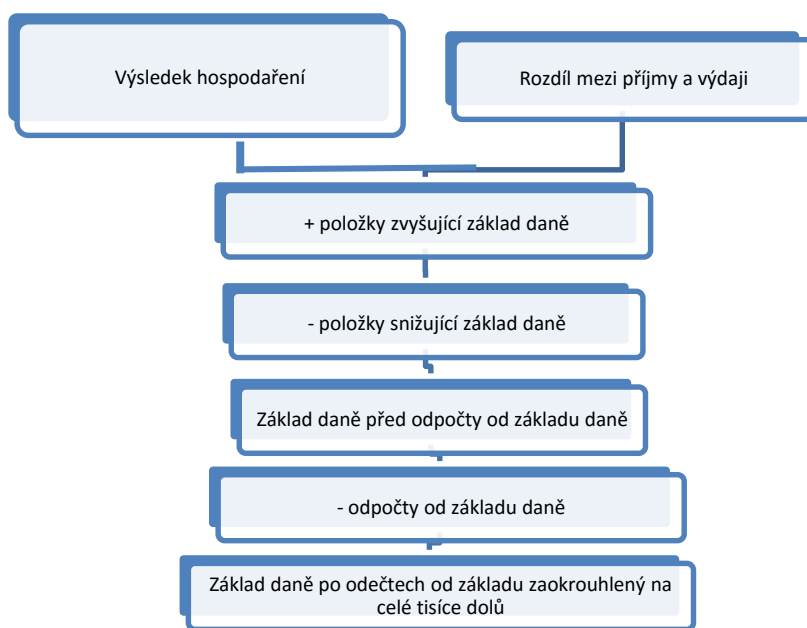 Výsledek hospodaření
Rozdíl mezi příjmy a výdaji
+ položky zvyšující základ daně
- položky snižující základ daně
Základ daně před odpočty od základu daně
- odpočty od základu daně
Základ daně po odečtech od základu zaokrouhlený na
celé tisíce dolů